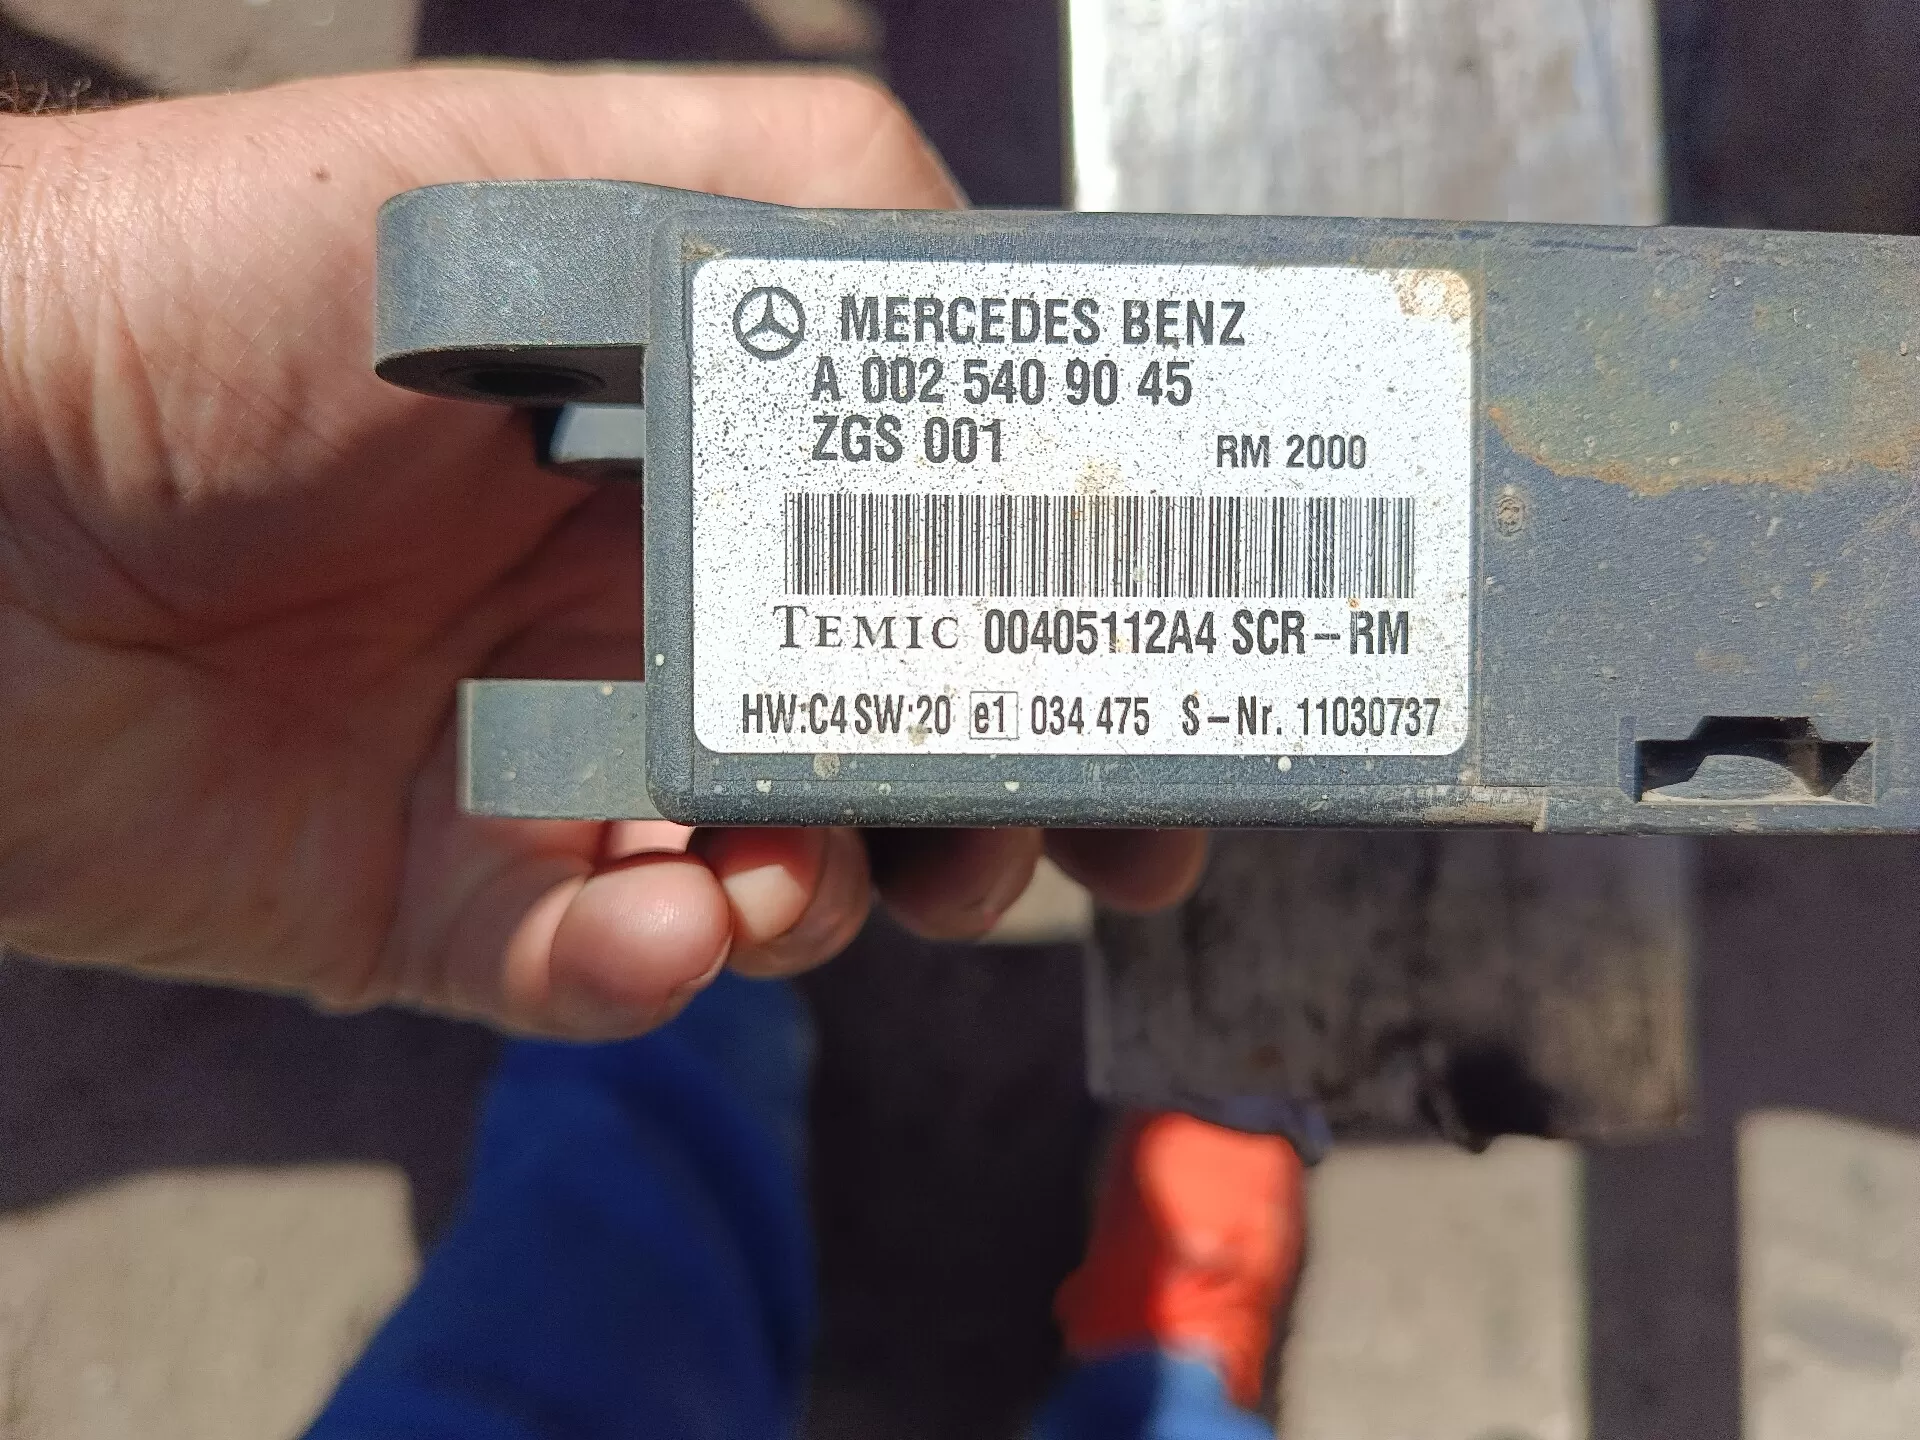 MERCEDES BENZ
A 002 540 90 45
ZGS 001 RM 2000
TEMIC 00405112A4 SCR-RM
HW:C4 SW:20 e1 034 475 S-Nr. 11030737